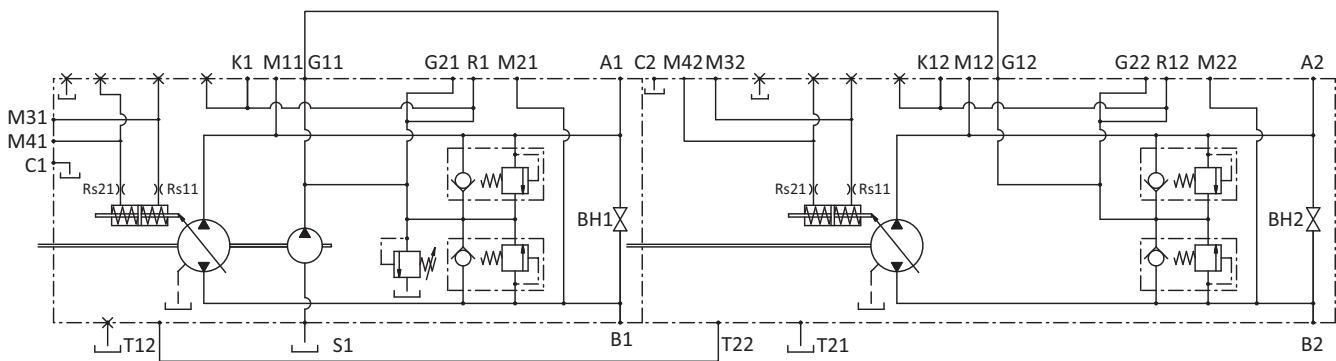 K1 M11 G11 G21 R1 M21 A1 C2 M42 M32 K12 M12 G12 G22 R12 M22 A2
M31
M41
C1
Rs21 Rs11 Rs21 Rs11
BH1 BH2
T12 S1 B1 T22 T21 B2